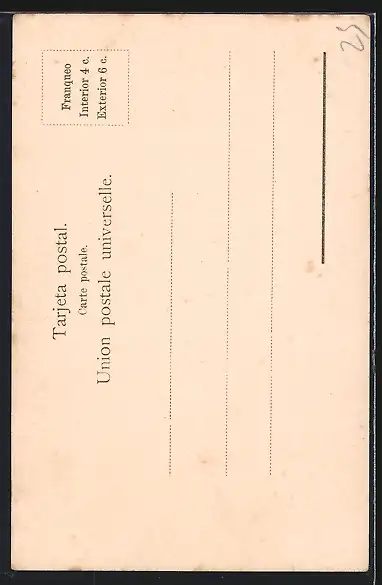 Tarjeta postal.
Carte postale.
Union postale universelle.
Franqueo
Interior 4 c.
Exterior 6 c.
25